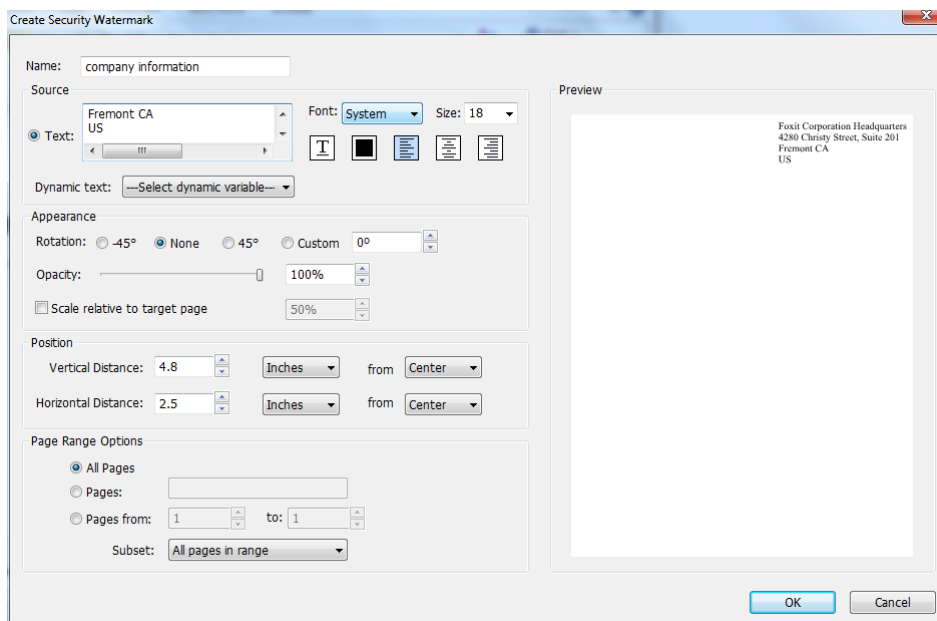 Create Security Watermark
Name: company information
Source
Preview
Text:
Fremont CA
US
Font: System Size: 18
T
Dynamic text: ---Select dynamic variable---
Appearance
Rotation: -45° None 45° Custom 0º
Opacity: 100%
Scale relative to target page 50%
Position
Vertical Distance: 4.8 Inches from Center
Horizontal Distance: 2.5 Inches from Center
Page Range Options
All Pages
Pages:
Pages from: 1 to: 1
Subset: All pages in range
Foxit Corporation Headquarters
4280 Christy Street, Suite 201
Fremont CA
US
OK Cancel